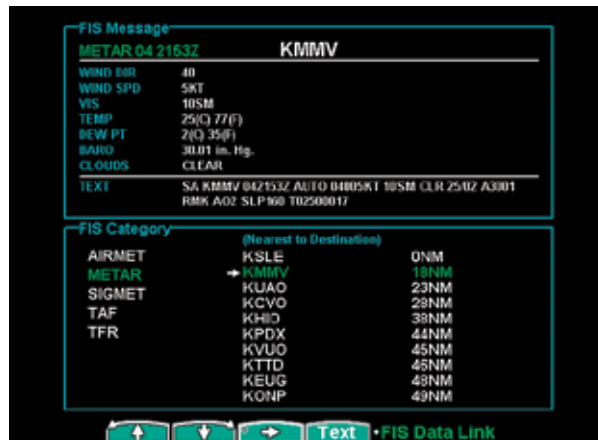 FIS Message
METAR 04 2153Z KMMV
WIND DIR 40
WIND SPD 5KT
VIS 10SM
TEMP 25(C) 77(F)
DEW PT 2(C) 35(F)
BARO 30.01 in. Hg.
CLOUDS CLEAR
TEXT SA KMMV 042153Z AUTO 04005KT 10SM CLR 25/02 A3001
RMK AO2 SLP160 T02500017
FIS Category
(Nearest to Destination)
AIRMET KSLE 0NM
METAR KMMV 18NM
SIGMET KUAO 23NM
TAF KCVO 29NM
TFR KHIO 38NM
KPDX 44NM
KVUO 45NM
KTTD 46NM
KEUG 48NM
KONP 49NM
Text •FIS Data Link